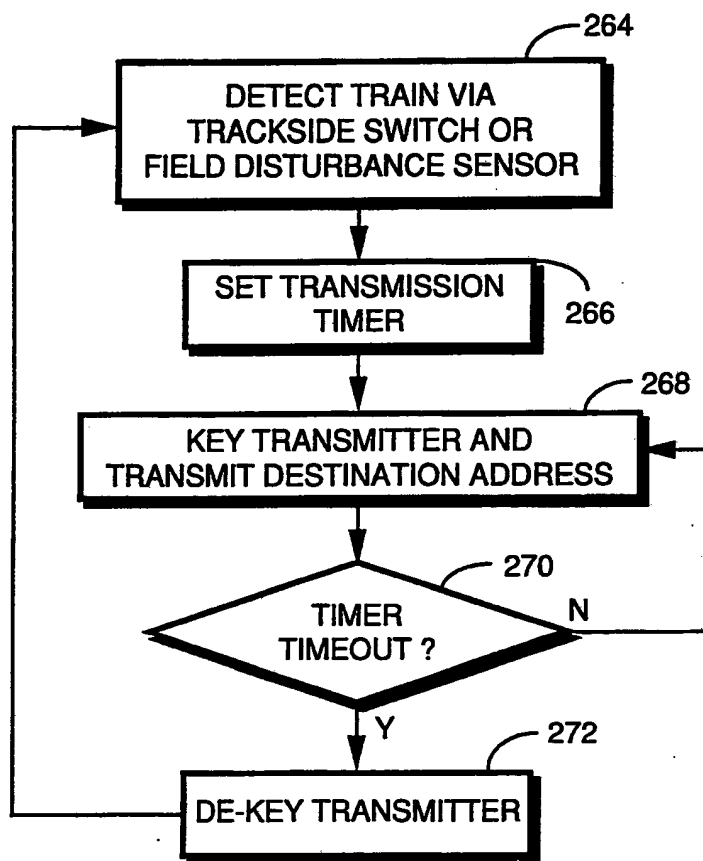 264
DETECT TRAIN VIA
TRACKSIDE SWITCH OR
FIELD DISTURBANCE SENSOR
SET TRANSMISSION
TIMER
266
268
KEY TRANSMITTER AND
TRANSMIT DESTINATION ADDRESS
270
TIMER
TIMEOUT ?
N
Y
272
DE-KEY TRANSMITTER